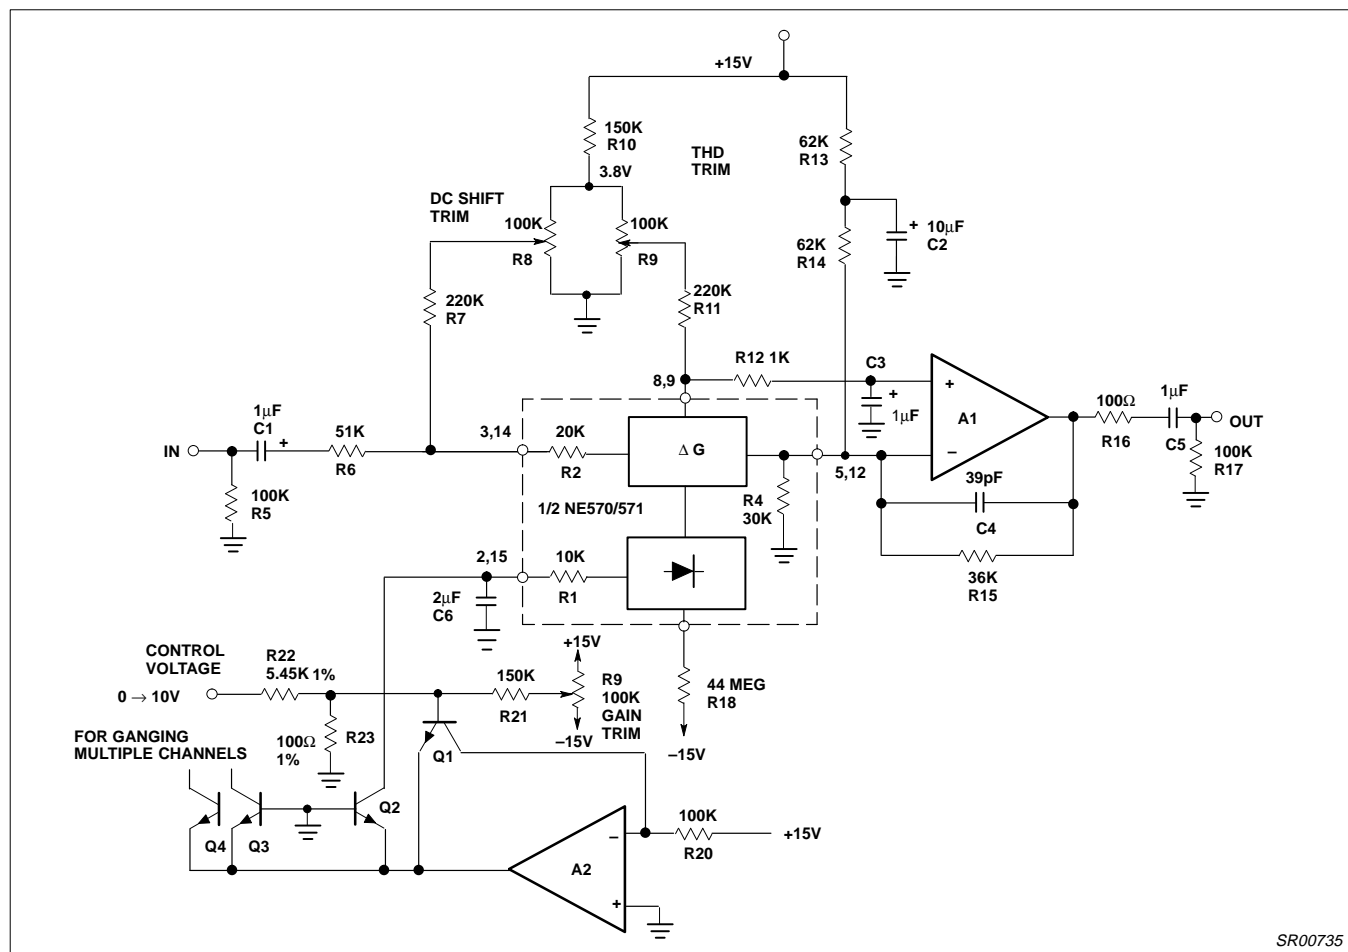 +15V
150K
R10
3.8V
THD
TRIM
62K
R13
DC SHIFT
TRIM
100K
R8
100K
R9
62K
R14
+
10μF
C2
220K
R7
220K
R11
8,9
R12 1K
C3
+
1μF
+
A1
−
1μF
C1
+
IN
51K
R6
3,14
20K
R2
ΔG
5,12
100Ω
R16
1μF
C5
OUT
100K
R17
100K
R5
1/2 NE570/571
R4
30K
39pF
C4
36K
R15
2,15
10K
R1
2μF
C6
CONTROL
VOLTAGE
0 → 10V
R22
5.45K 1%
150K
R21
+15V
R9
100K
GAIN
TRIM
−15V
44 MEG
R18
−15V
FOR GANGING
MULTIPLE CHANNELS
100Ω
1%
R23
Q1
Q4
Q3
Q2
A2
−
+
100K
R20
+15V
SR00735